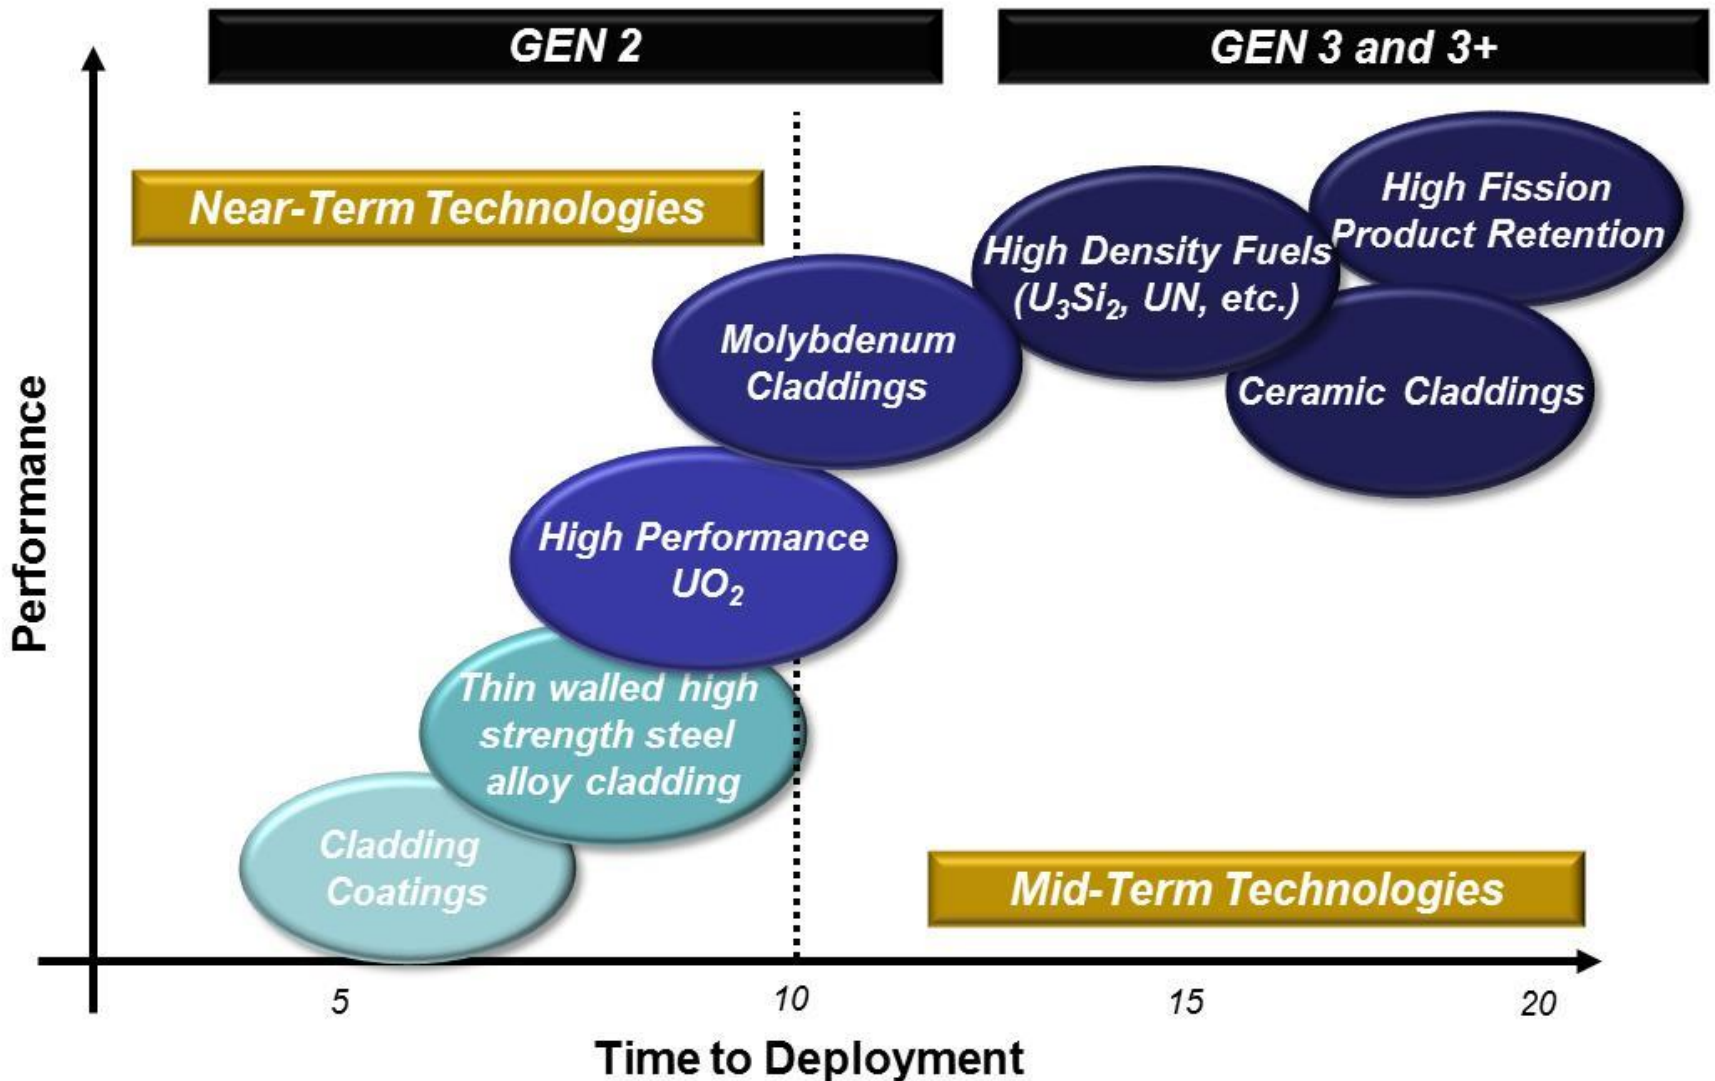 GEN 2
GEN 3 and 3+
Near-Term Technologies
High Fission
Product Retention
High Density Fuels
(U₃Si₂, UN, etc.)
Molybdenum
Claddings
Ceramic Claddings
High Performance
UO₂
Thin walled high
strength steel
alloy cladding
Cladding
Coatings
Mid-Term Technologies
Performance
5
10
15
20
Time to Deployment